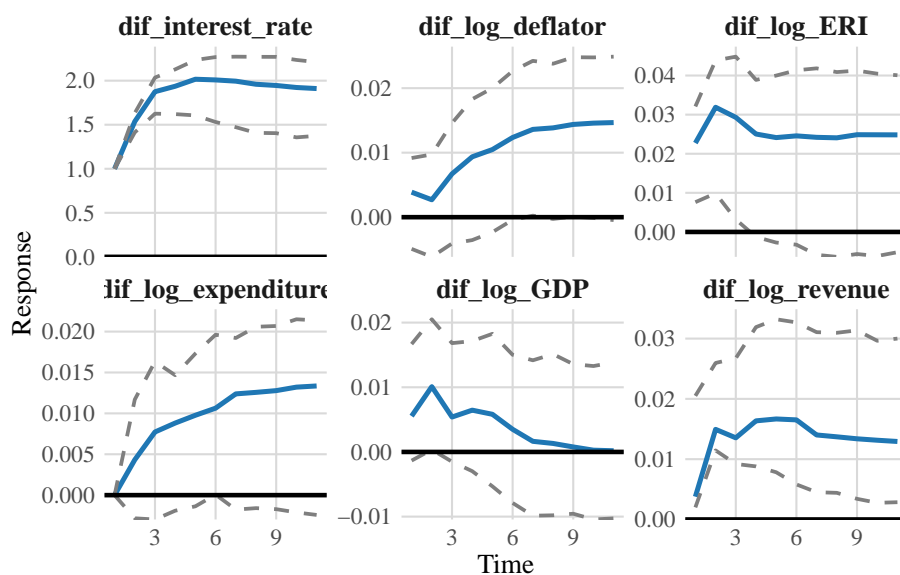 dif_interest_rate
dif_log_deflator
dif_log_ERI
2.0
1.5
1.0
0.5
0.0
0.02
0.01
0.00
0.04
0.03
0.02
0.01
0.00
Response
dif_log_expenditure
dif_log_GDP
dif_log_revenue
0.020
0.015
0.010
0.005
0.000
0.02
0.01
0.00
−0.01
0.03
0.02
0.01
0.00
3 6 9
3 6 9
3 6 9
Time